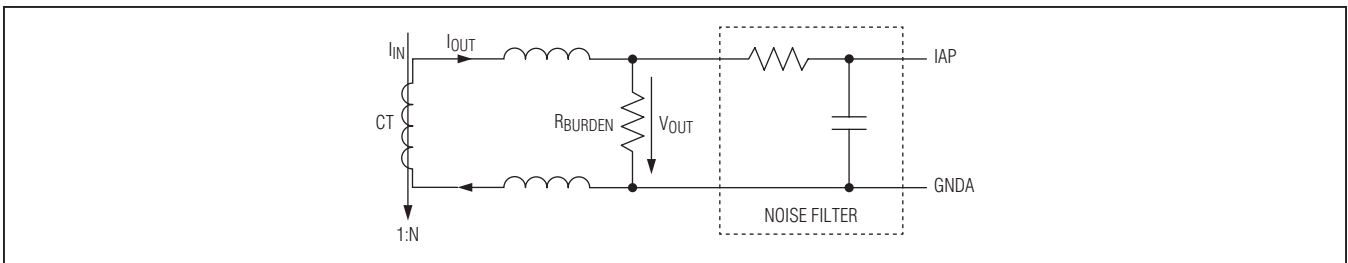 IIN
IOUT
IAP
CT
RBURDEN
VOUT
GNDA
NOISE FILTER
1:N